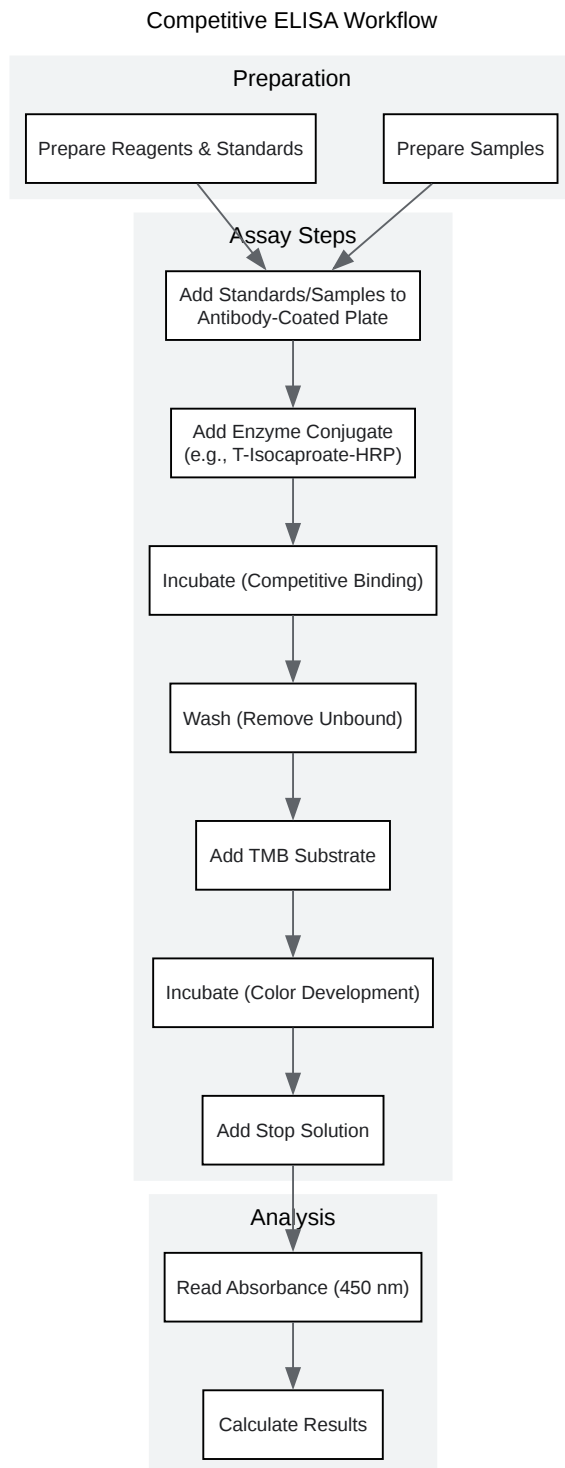 Competitive ELISA Workflow
Preparation
Prepare Reagents & Standards
Prepare Samples
Assay Steps
Add Standards/Samples to
Antibody-Coated Plate
Add Enzyme Conjugate
(e.g., T-Isocaproate-HRP)
Incubate (Competitive Binding)
Wash (Remove Unbound)
Add TMB Substrate
Incubate (Color Development)
Add Stop Solution
Analysis
Read Absorbance (450 nm)
Calculate Results